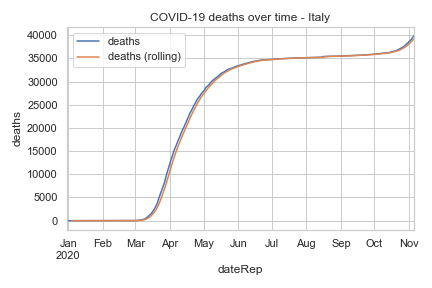 COVID-19 deaths over time - Italy
deaths
deaths (rolling)
40000
35000
30000
25000
20000
15000
10000
5000
0
deaths
Jan Feb Mar Apr May Jun Jul Aug Sep Oct Nov
2020
dateRep